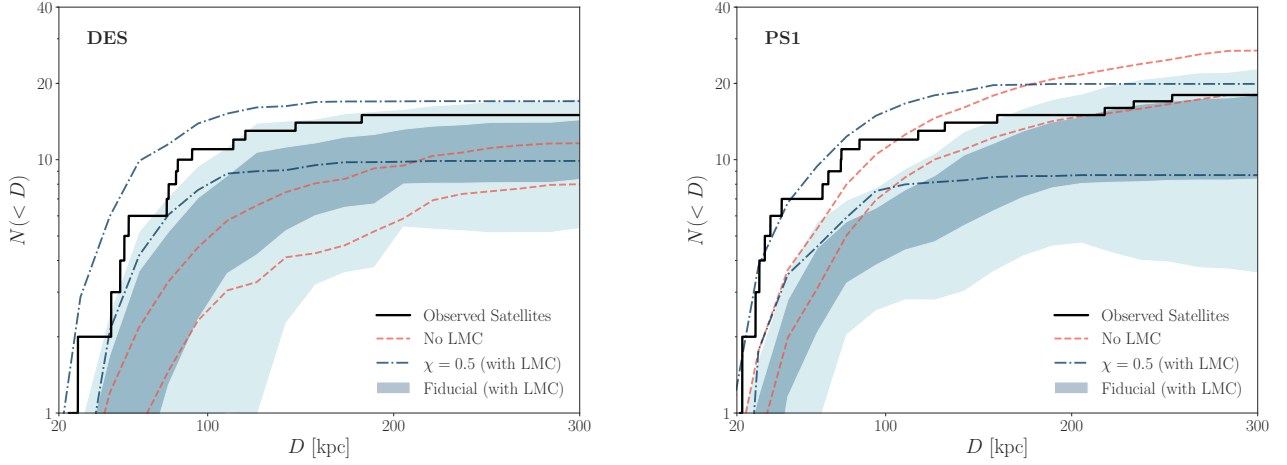 DES
40
20
10
1
N(< D)
20
100
200
300
D [kpc]
Observed Satellites
No LMC
χ = 0.5 (with LMC)
Fiducial (with LMC)
PS1
40
20
10
1
N(< D)
20
100
200
300
D [kpc]
Observed Satellites
No LMC
χ = 0.5 (with LMC)
Fiducial (with LMC)